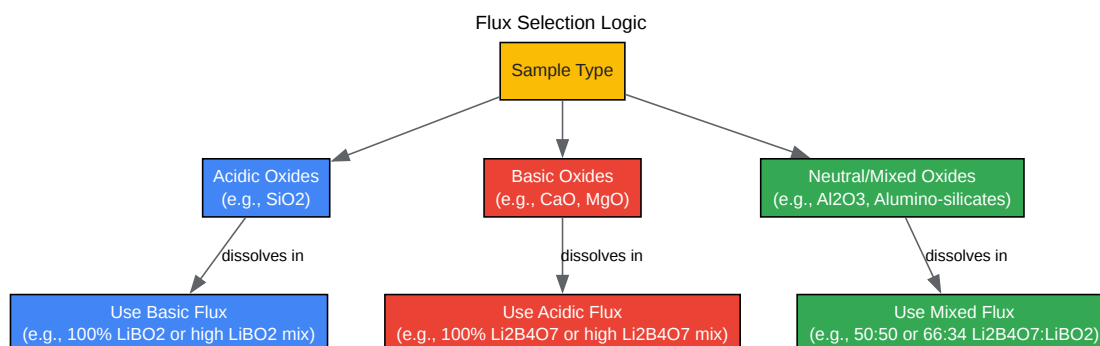 Flux Selection Logic
Sample Type
Acidic Oxides
(e.g., SiO2)
Basic Oxides
(e.g., CaO, MgO)
Neutral/Mixed Oxides
(e.g., Al2O3, Alumino-silicates)
dissolves in
dissolves in
dissolves in
Use Basic Flux
(e.g., 100% LiBO2 or high LiBO2 mix)
Use Acidic Flux
(e.g., 100% Li2B4O7 or high Li2B4O7 mix)
Use Mixed Flux
(e.g., 50:50 or 66:34 Li2B4O7:LiBO2)